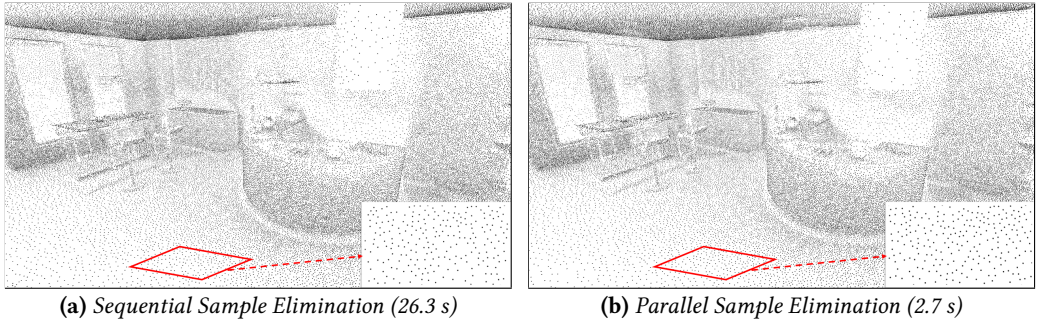 (a) Sequential Sample Elimination (26.3 s)
(b) Parallel Sample Elimination (2.7 s)